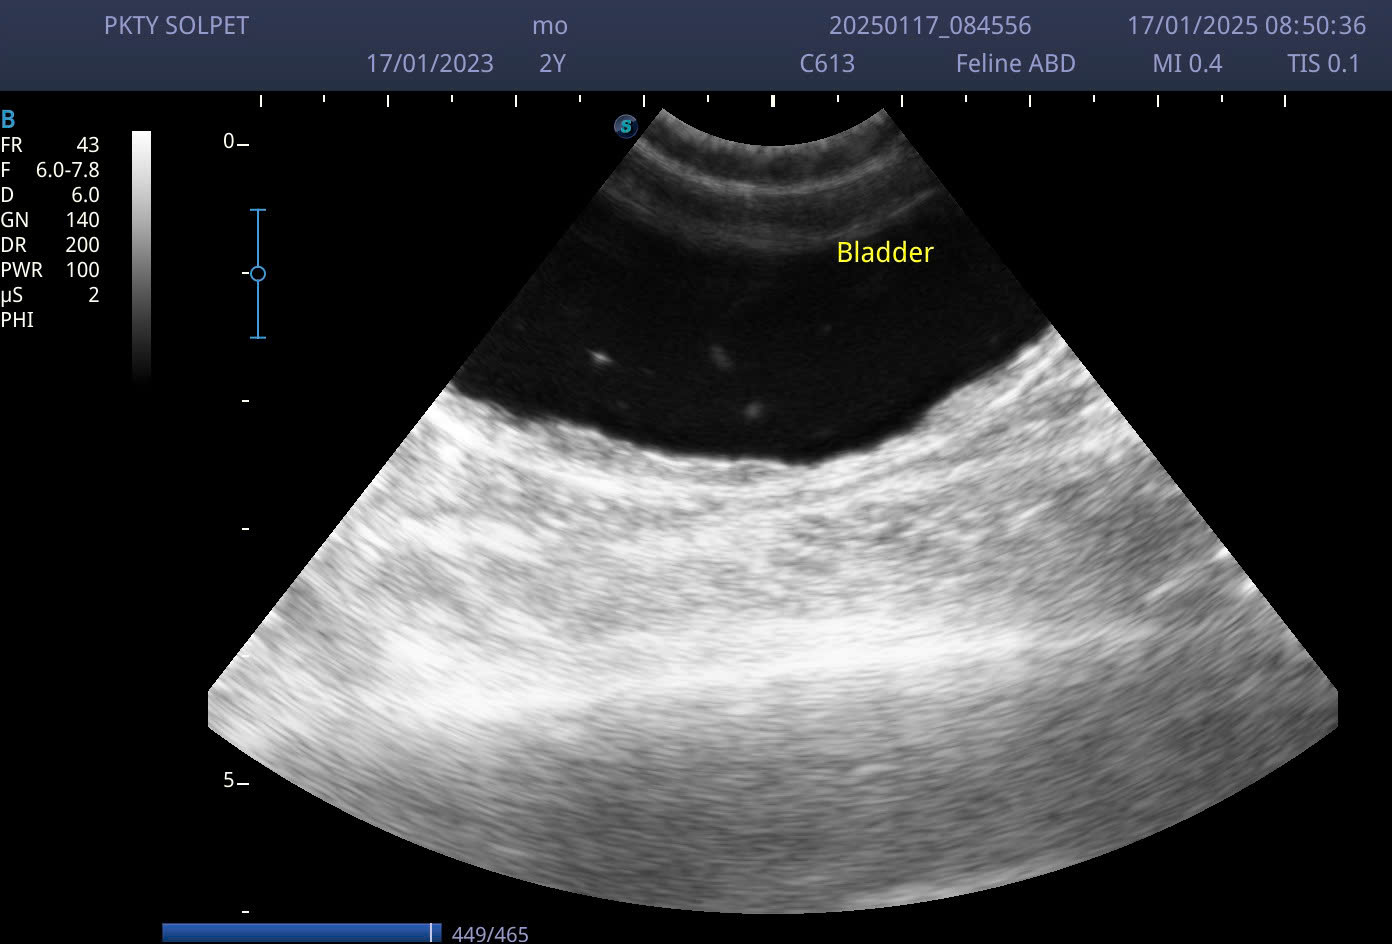 PKTY SOLPET mo 20250117_084556 17/01/2025 08:50:36
17/01/2023 2Y C613 Feline ABD MI 0.4 TIS 0.1
B
FR 43
F 6.0-7.8
D 6.0
GN 140
DR 200
PWR 100
µS 2
PHI
S
0
Bladder
5
449/465